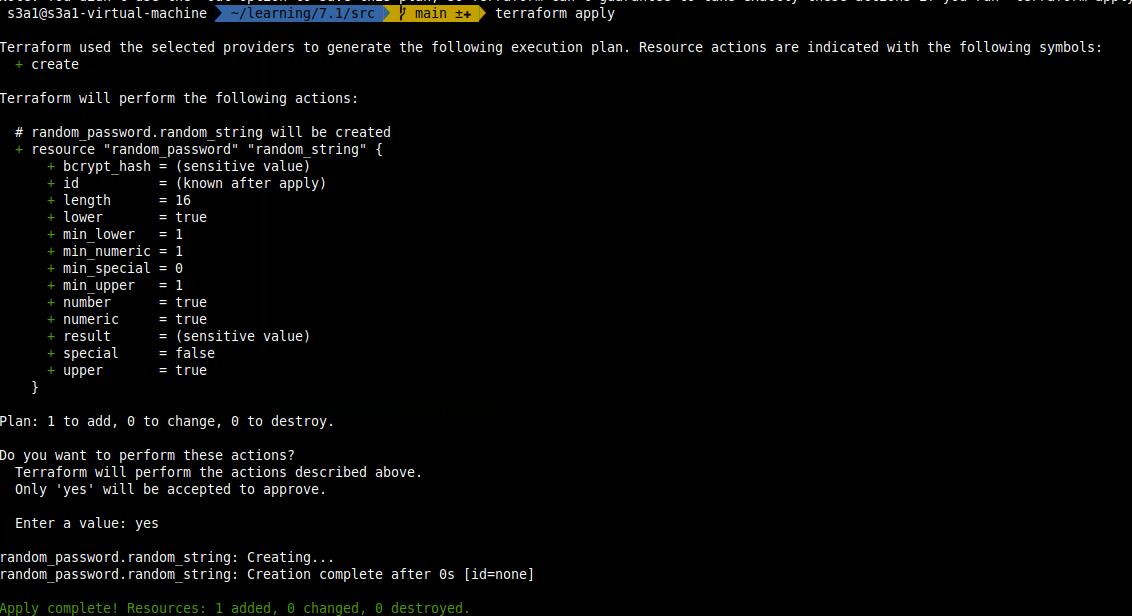 s3a1@s3a1-virtual-machine ~/learning/7.1/src main ±✚ terraform apply
Terraform used the selected providers to generate the following execution plan. Resource actions are indicated with the following symbols:
+ create
Terraform will perform the following actions:
# random_password.random_string will be created
+ resource "random_password" "random_string" {
+ bcrypt_hash = (sensitive value)
+ id          = (known after apply)
+ length      = 16
+ lower       = true
+ min_lower   = 1
+ min_numeric = 1
+ min_special = 0
+ min_upper   = 1
+ number      = true
+ numeric     = true
+ result      = (sensitive value)
+ special     = false
+ upper       = true
}
Plan: 1 to add, 0 to change, 0 to destroy.
Do you want to perform these actions?
Terraform will perform the actions described above.
Only 'yes' will be accepted to approve.
Enter a value: yes
random_password.random_string: Creating...
random_password.random_string: Creation complete after 0s [id=none]
Apply complete! Resources: 1 added, 0 changed, 0 destroyed.